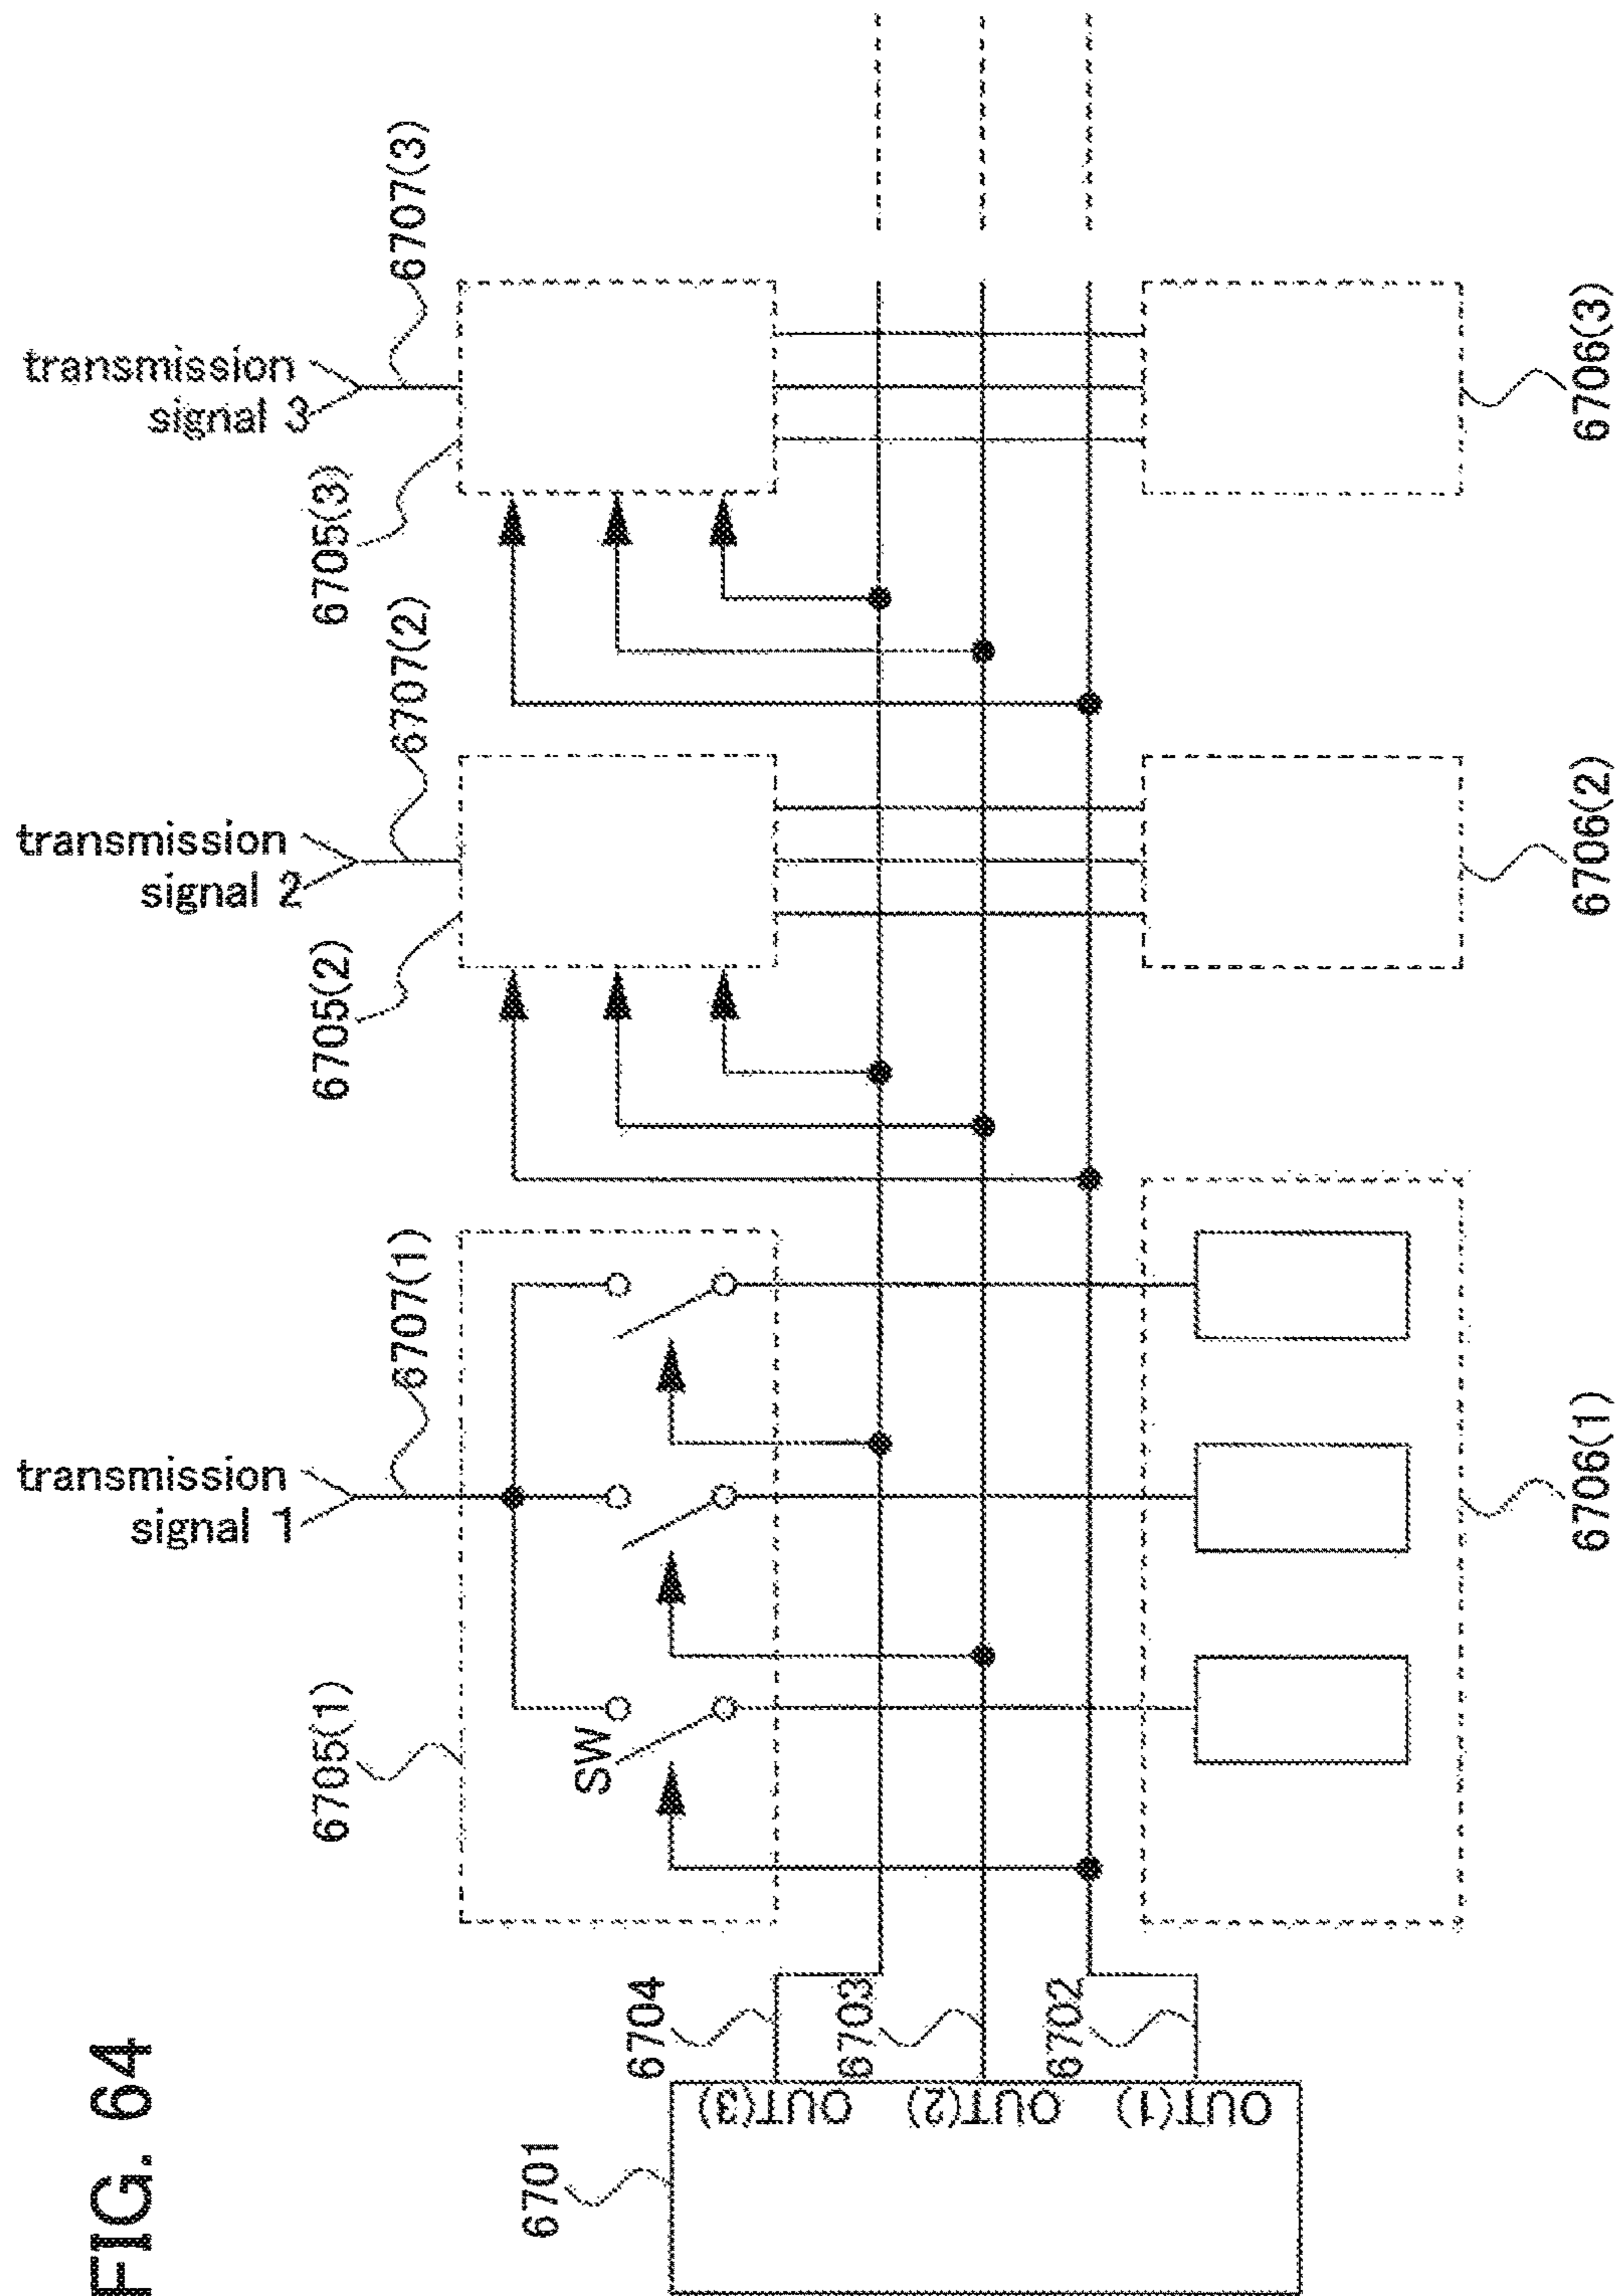 FIG. 64
transmission
signal 1
transmission
signal 2
transmission
signal 3
6707(1)
6707(2)
6707(3)
6705(1)
6705(2)
6705(3)
SW
6701
6704
6703
6702
OUT(3)
OUT(2)
OUT(1)
6706(1)
6706(2)
6706(3)